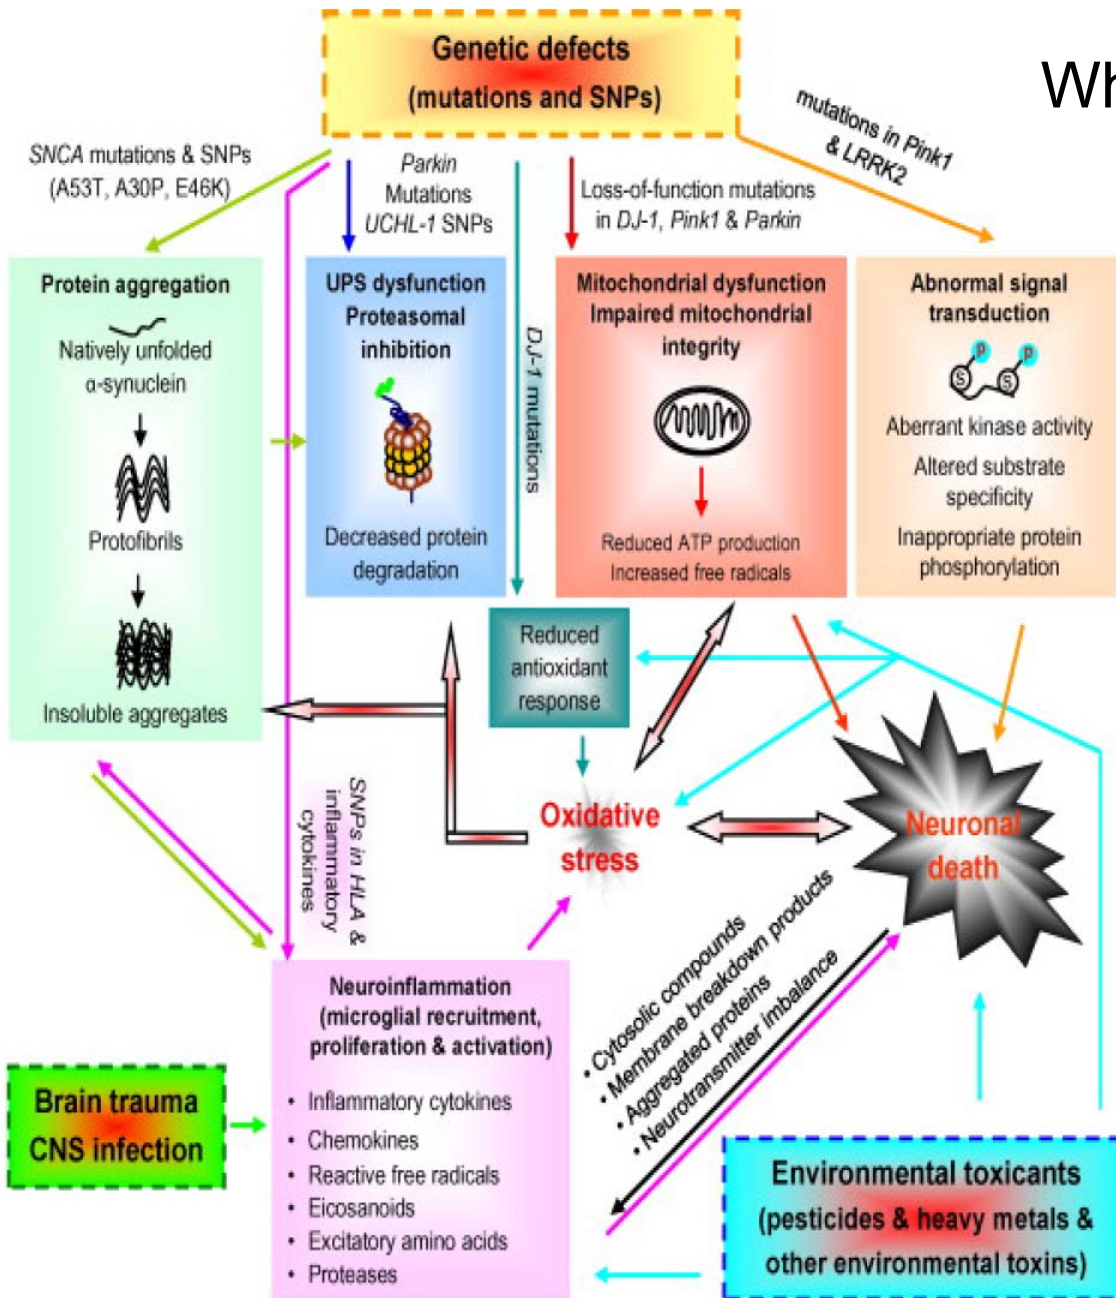 Genetic defects
(mutations and SNPs)
Wh
SNCA mutations & SNPs
(A53T, A30P, E46K)
Parkin
Mutations
UCHL-1 SNPs
Loss-of-function mutations
in DJ-1, Pink1 & Parkin
mutations in Pink1
& LRRK2
Protein aggregation
Natively unfolded
α-synuclein
Protofibrils
Insoluble aggregates
UPS dysfunction
Proteasomal
inhibition
Decreased protein
degradation
DJ-1 mutations
Mitochondrial dysfunction
Impaired mitochondrial
integrity
Reduced ATP production
Increased free radicals
Abnormal signal
transduction
P
P
S
S
Aberrant kinase activity
Altered substrate
specificity
Inappropriate protein
phosphorylation
Reduced
antioxidant
response
SNPs in HLA &
inflammatory
cytokines
Oxidative
stress
Neuronal
death
• Cytosolic compounds
• Membrane breakdown products
• Aggregated proteins
• Neurotransmitter imbalance
Neuroinflammation
(microglial recruitment,
proliferation & activation)
• Inflammatory cytokines
• Chemokines
• Reactive free radicals
• Eicosanoids
• Excitatory amino acids
• Proteases
Brain trauma
CNS infection
Environmental toxicants
(pesticides & heavy metals &
other environmental toxins)